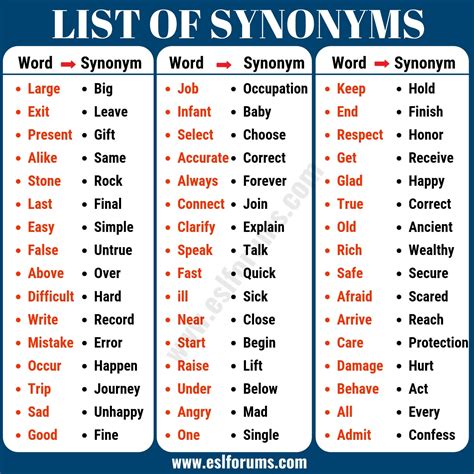 LIST OF SYNONYMS
Word Synonym
Large Big
Exit Leave
Present Gift
Alike Same
Stone Rock
Last Final
Easy Simple
False Untrue
Above Over
Difficult Hard
Write Record
Mistake Error
Occur Happen
Trip Journey
Sad Unhappy
Good Fine
Word Synonym
Job Occupation
Infant Baby
Select Choose
Accurate Correct
Always Forever
Connect Join
Clarify Explain
Speak Talk
Fast Quick
ill Sick
Near Close
Start Begin
Raise Lift
Under Below
Angry Mad
One Single
Word Synonym
Keep Hold
End Finish
Respect Honor
Get Receive
Glad Happy
True Correct
Old Ancient
Rich Wealthy
Safe Secure
Afraid Scared
Arrive Reach
Care Protection
Damage Hurt
Behave Act
All Every
Admit Confess
www.eslforums.com
www.eslforums.com